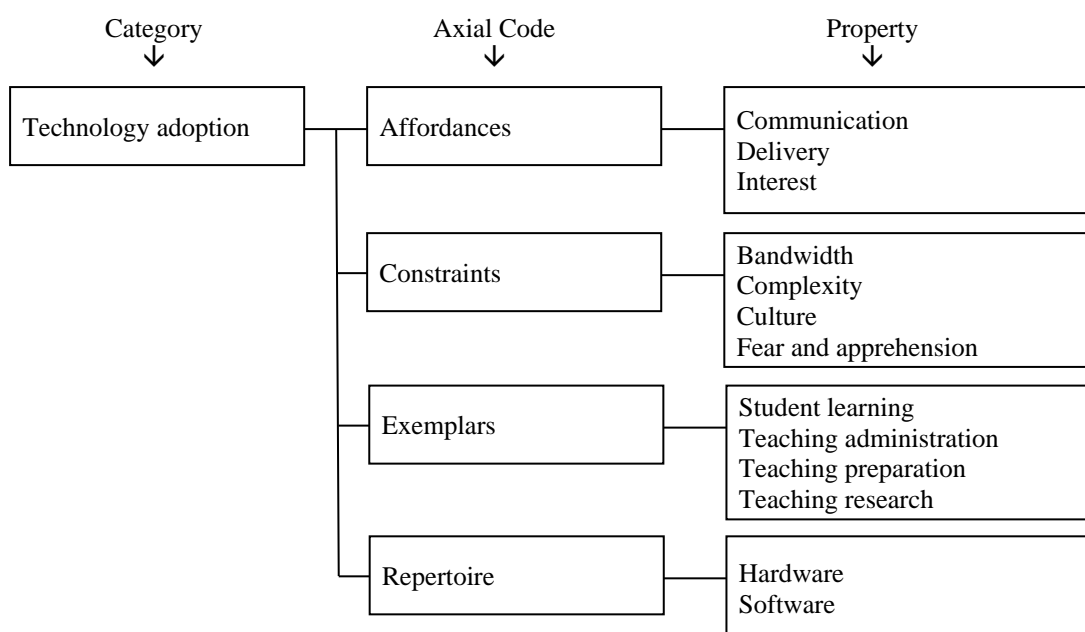 Category
Axial Code
Property
Technology adoption
Affordances
Communication
Delivery
Interest
Constraints
Bandwidth
Complexity
Culture
Fear and apprehension
Exemplars
Student learning
Teaching administration
Teaching preparation
Teaching research
Repertoire
Hardware
Software